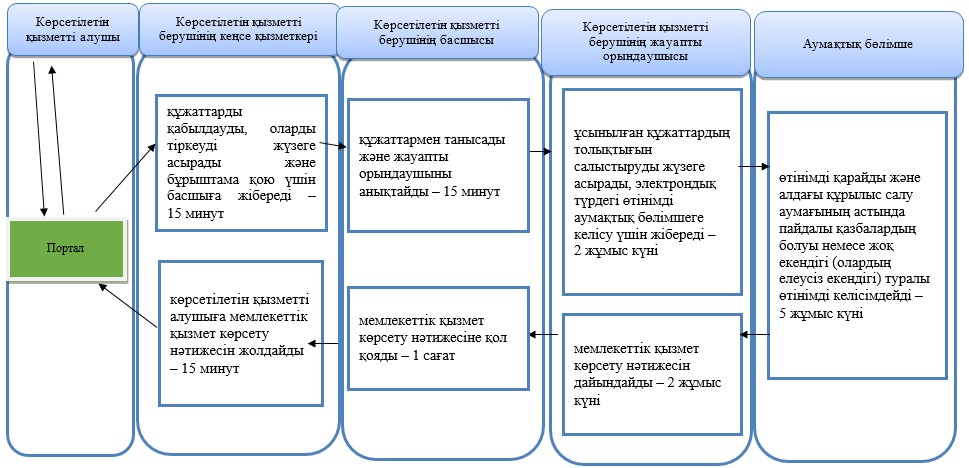 Көрсетілетін
қызметті алушы
Көрсетілетін қызметті
берушінің кеңсе қызметкері
Көрсетілетін қызметті
берушінің басшысы
Көрсетілетін қызметті
берушінің жауапты
орындаушысы
Аумақтық бөлімше
Портал
құжаттарды
қабылдауды, оларды
тіркеуді жүзеге
асырады және
бұрыштама қою үшін
басшыға жібереді –
15 минут
құжаттармен танысады
және жауапты
орындаушыны
анықтайды – 15 минут
ұсынылған құжаттардың
толықтығын
салыстыруды жүзеге
асырады, электрондық
түрдегі өтінімді
аумақтық бөлімшеге
келісу үшін жібереді –
2 жұмыс күні
өтінімді қарайды және
алдағы құрылыс салу
аумағының астында
пайдалы қазбалардың
болуы немесе жоқ
екендігі (олардың
елеусіз екендігі) туралы
өтінімді келісімдейді –
5 жұмыс күні
мемлекеттік қызмет
көрсету нәтижесін
дайындайды – 2 жұмыс
күні
мемлекеттік қызмет
көрсету нәтижесіне қол
қояды – 1 сағат
көрсетілетін қызметті
алушыға мемлекеттік
қызмет көрсету
нәтижесін жолдайды
– 15 минут